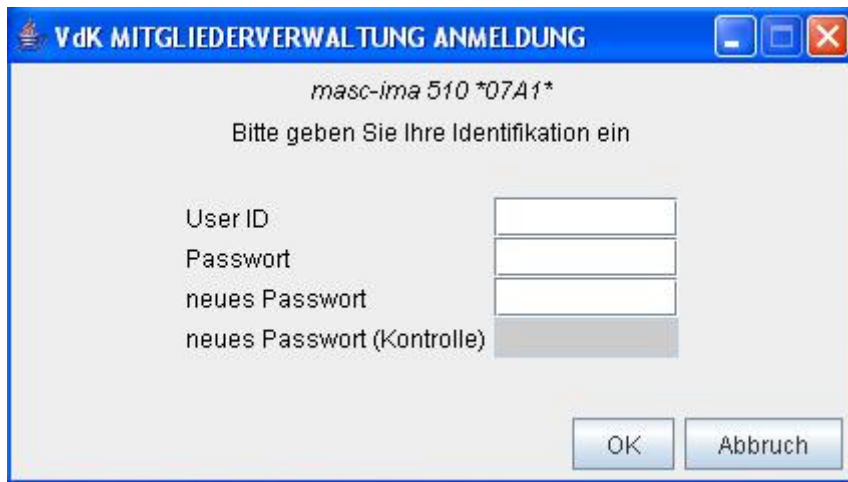 VdK MITGLIEDERVERWALTUNG ANMELDUNG
masc-ima 510 *07A1*
Bitte geben Sie Ihre Identifikation ein
User ID
Passwort
neues Passwort
neues Passwort (Kontrolle)
OK Abbruch